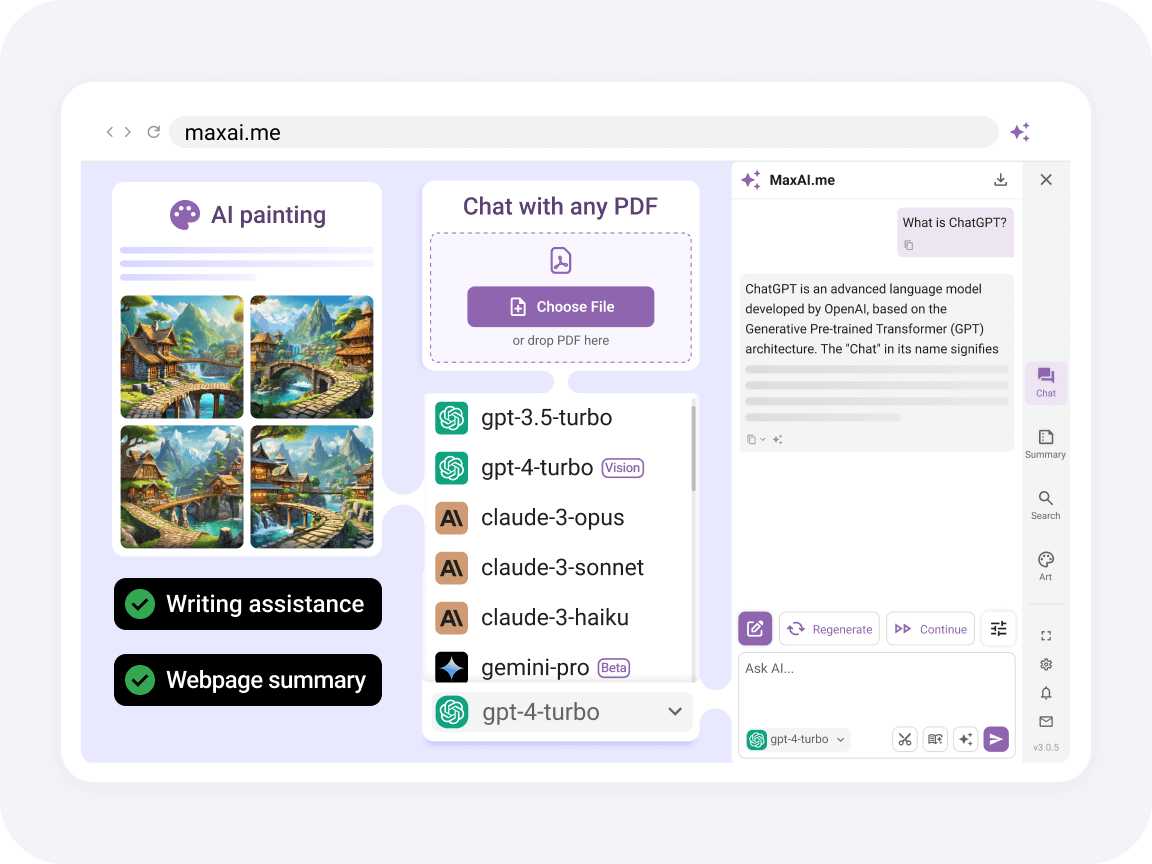 maxai.me
AI painting
Writing assistance
Webpage summary
Chat with any PDF
Choose File
or drop PDF here
gpt-3.5-turbo
gpt-4-turbo Vision
claude-3-opus
claude-3-sonnet
claude-3-haiku
gemini-pro Beta
gpt-4-turbo
MaxAI.me
What is ChatGPT?
ChatGPT is an advanced language model
developed by OpenAI, based on the
Generative Pre-trained Transformer (GPT)
architecture. The "Chat" in its name signifies
Regenerate
Continue
Ask AI...
gpt-4-turbo
Chat
Summary
Search
Art
v3.0.5